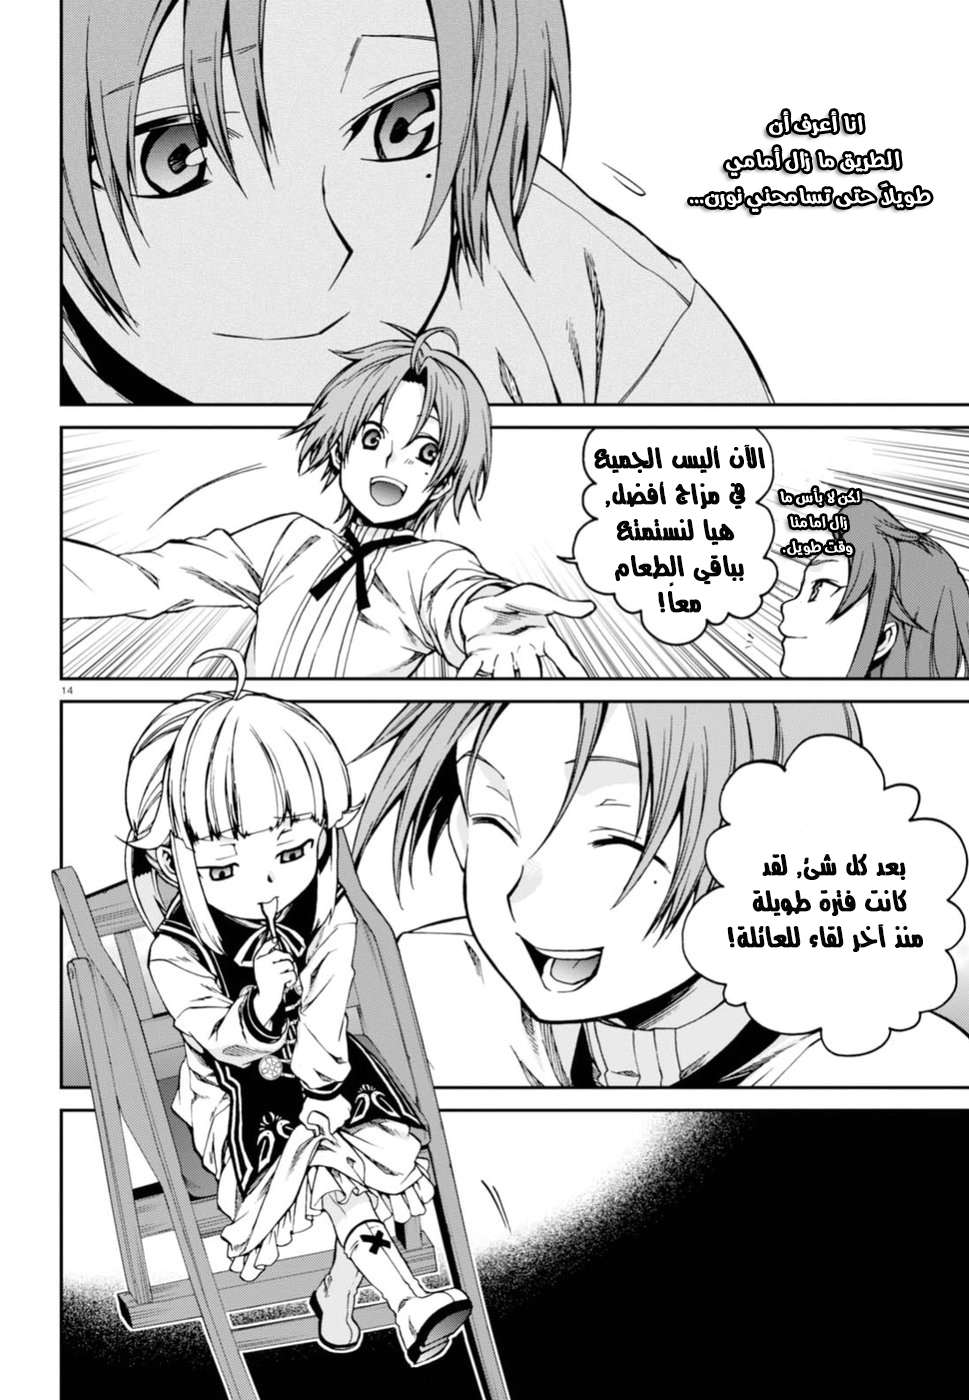 انا أعرف أن
الطريق ما زال أمامي
طويلاً حتى تسامحني نورن...
لكن لا بأس ما
زال امامنا
وقت طويل.
الآن أليس الجميع
في مزاج أفضل,
هيا لنستمتع
بباقي الطعام
معاً!
14
بعد كل شئ, لقد
كانت فترة طويلة
منذ أخر لقاء للعائلة!